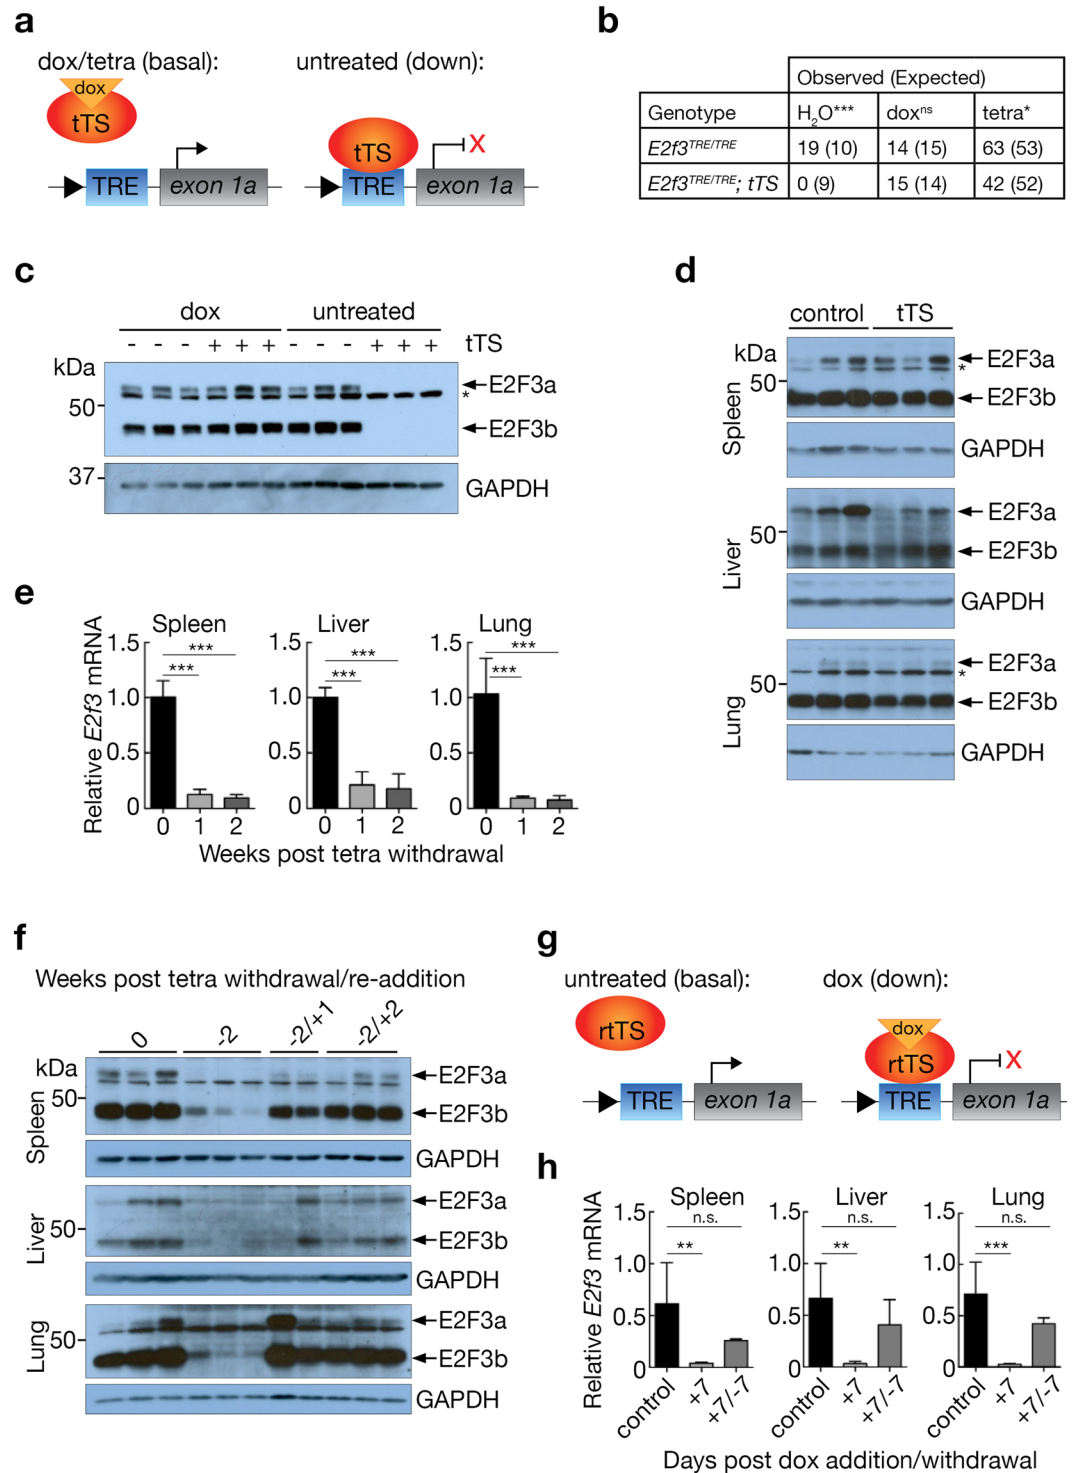 a
dox/tetra (basal):
untreated (down):
dox
tTS
TRE
exon 1a
tTS
X
TRE
exon 1a
b
Observed (Expected)
Genotype H2O*** dox^ns tetra*
E2f3^TRE/TRE 19 (10) 14 (15) 63 (53)
E2f3^TRE/TRE; tTS 0 (9) 15 (14) 42 (52)
c
dox untreated
- - - + + + - - - + + + tTS
kDa
50
E2F3a
*
E2F3b
37
GAPDH
d
control tTS
kDa
50
Spleen
E2F3a
*
E2F3b
GAPDH
50
Liver
E2F3a
E2F3b
GAPDH
50
Lung
E2F3a
*
E2F3b
GAPDH
e
Relative E2f3 mRNA
Spleen
1.5
1.0
0.5
0
***
***
0 1 2
Liver
1.5
1.0
0.5
0
***
***
0 1 2
Lung
1.5
1.0
0.5
0
***
***
0 1 2
Weeks post tetra withdrawal
f
Weeks post tetra withdrawal/re-addition
0 -2 -2/+1 -2/+2
kDa
50
Spleen
E2F3a
E2F3b
GAPDH
50
Liver
E2F3a
E2F3b
GAPDH
50
Lung
E2F3a
E2F3b
GAPDH
g
untreated (basal):
dox (down):
rtTS
TRE
exon 1a
dox
rtTS
X
TRE
exon 1a
h
Relative E2f3 mRNA
Spleen
1.5
1.0
0.5
0
n.s.
**
control +7 +7/-7
Liver
1.5
1.0
0.5
0
n.s.
**
control +7 +7/-7
Lung
1.5
1.0
0.5
0
n.s.
***
control +7 +7/-7
Days post dox addition/withdrawal